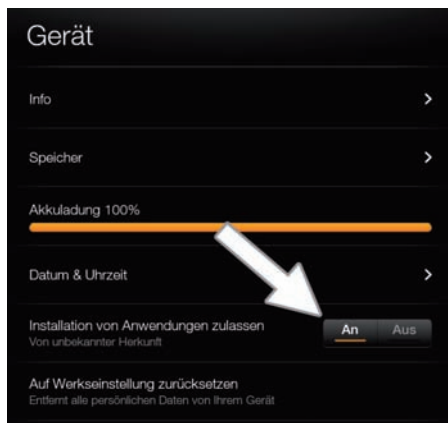 Gerät
Info
Speicher
Akkuladung 100%
Datum & Uhrzeit
Installation von Anwendungen zulassen
Von unbekannter Herkunft
An Aus
Auf Werkseinstellung zurücksetzen
Entfernt alle persönlichen Daten von Ihrem Gerät